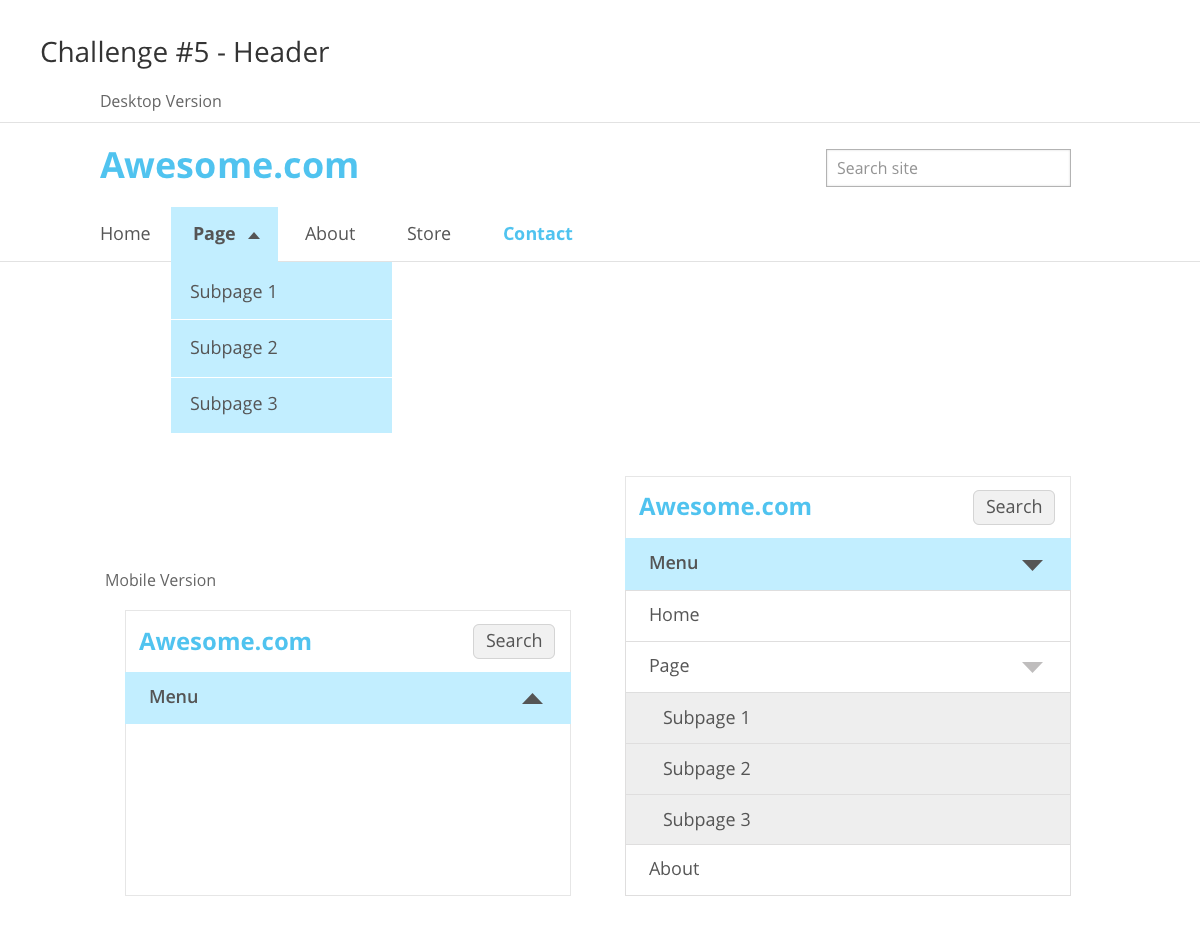 Challenge #5 - Header
Desktop Version
Awesome.com
Search site
Home Page About Store Contact
Subpage 1
Subpage 2
Subpage 3
Mobile Version
Awesome.com Search
Menu
Awesome.com Search
Menu
Home
Page
Subpage 1
Subpage 2
Subpage 3
About